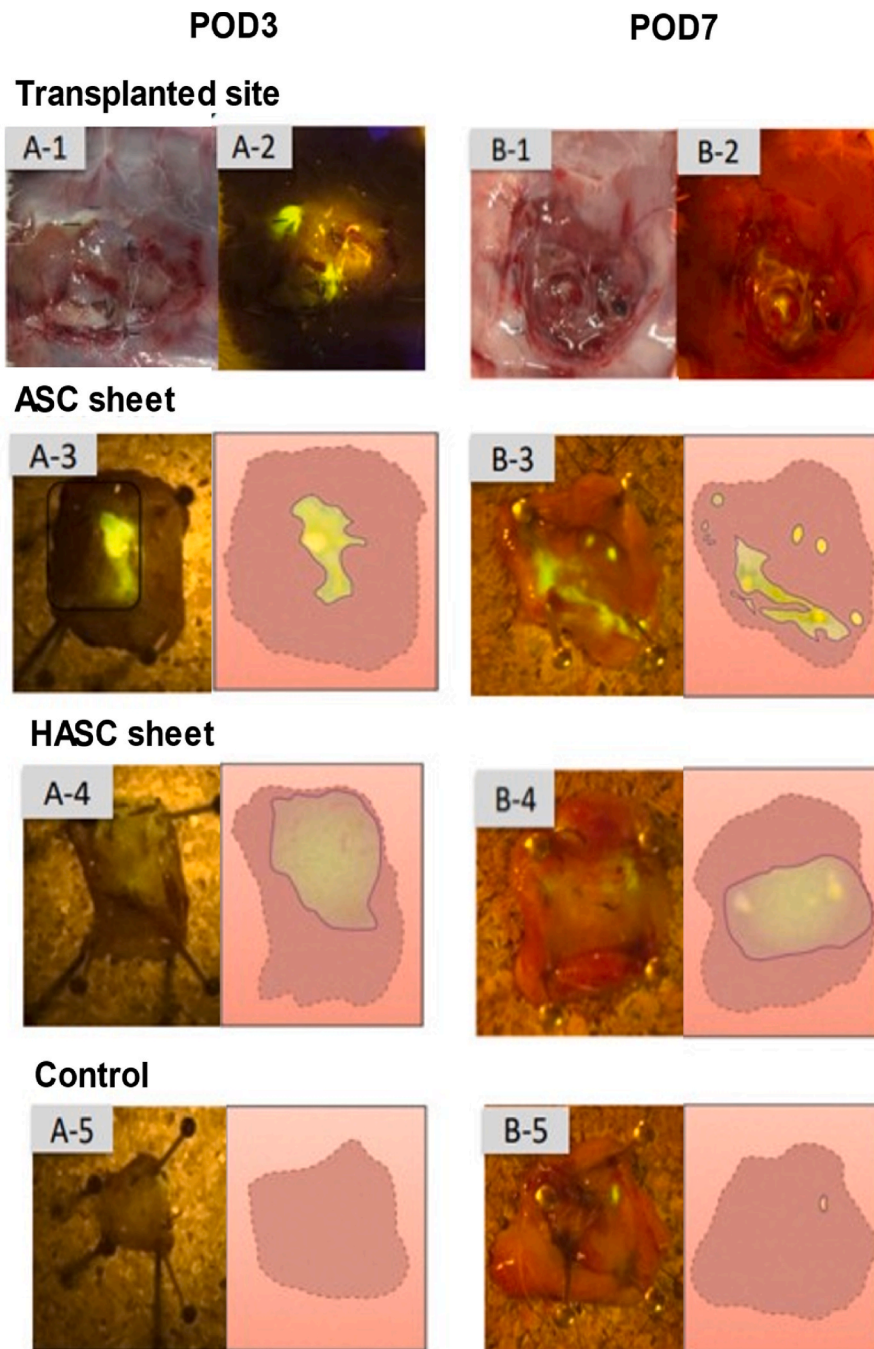 POD3 POD7
Transplanted site
A-1 A-2 B-1 B-2
ASC sheet
A-3 B-3
HASC sheet
A-4 B-4
Control
A-5 B-5